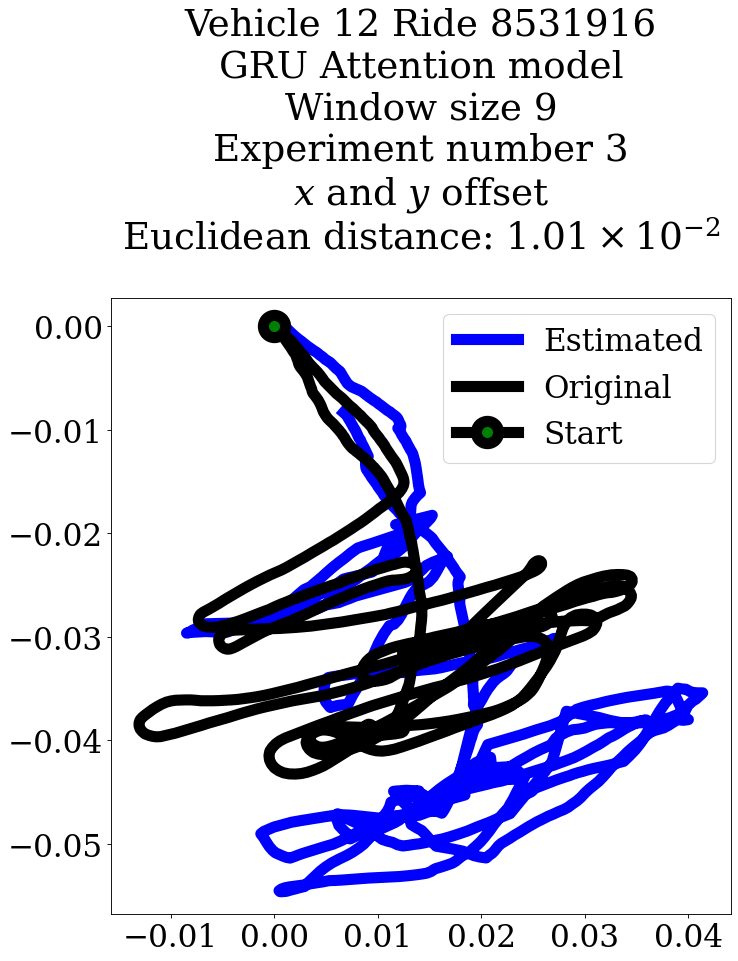 Vehicle 12 Ride 8531916
GRU Attention model
Window size 9
Experiment number 3
x and y offset
Euclidean distance: 1.01 × 10⁻²
Estimated
Original
Start
0.00
−0.01
−0.02
−0.03
−0.04
−0.05
−0.01 0.00 0.01 0.02 0.03 0.04